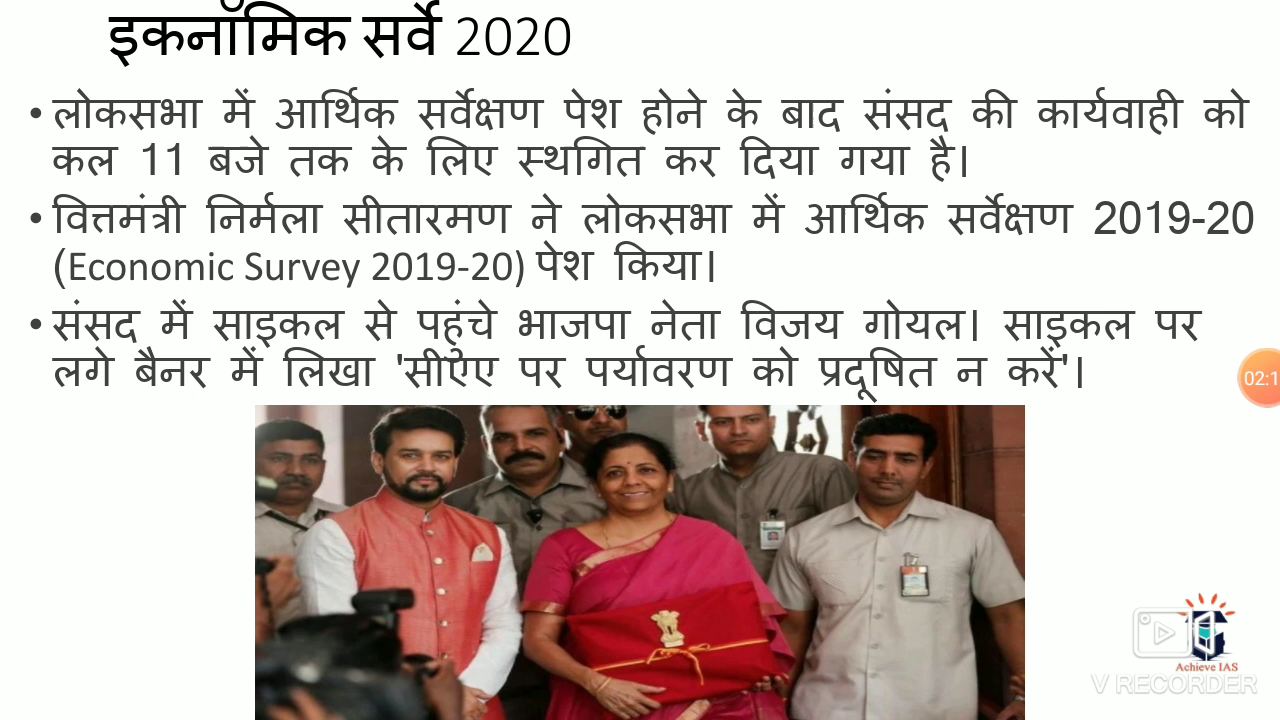 इकनॉमिक सर्वे 2020
• लोकसभा में आर्थिक सर्वेक्षण पेश होने के बाद संसद की कार्यवाही को
कल 11 बजे तक के लिए स्थगित कर दिया गया है।
• वित्तमंत्री निर्मला सीतारमण ने लोकसभा में आर्थिक सर्वेक्षण 2019-20
(Economic Survey 2019-20) पेश किया।
• संसद में साइकल से पहुंचे भाजपा नेता विजय गोयल। साइकल पर
लगे बैनर में लिखा 'सीएए पर पर्यावरण को प्रदूषित न करें'।
02:1
Achieve IAS
V RECORDER